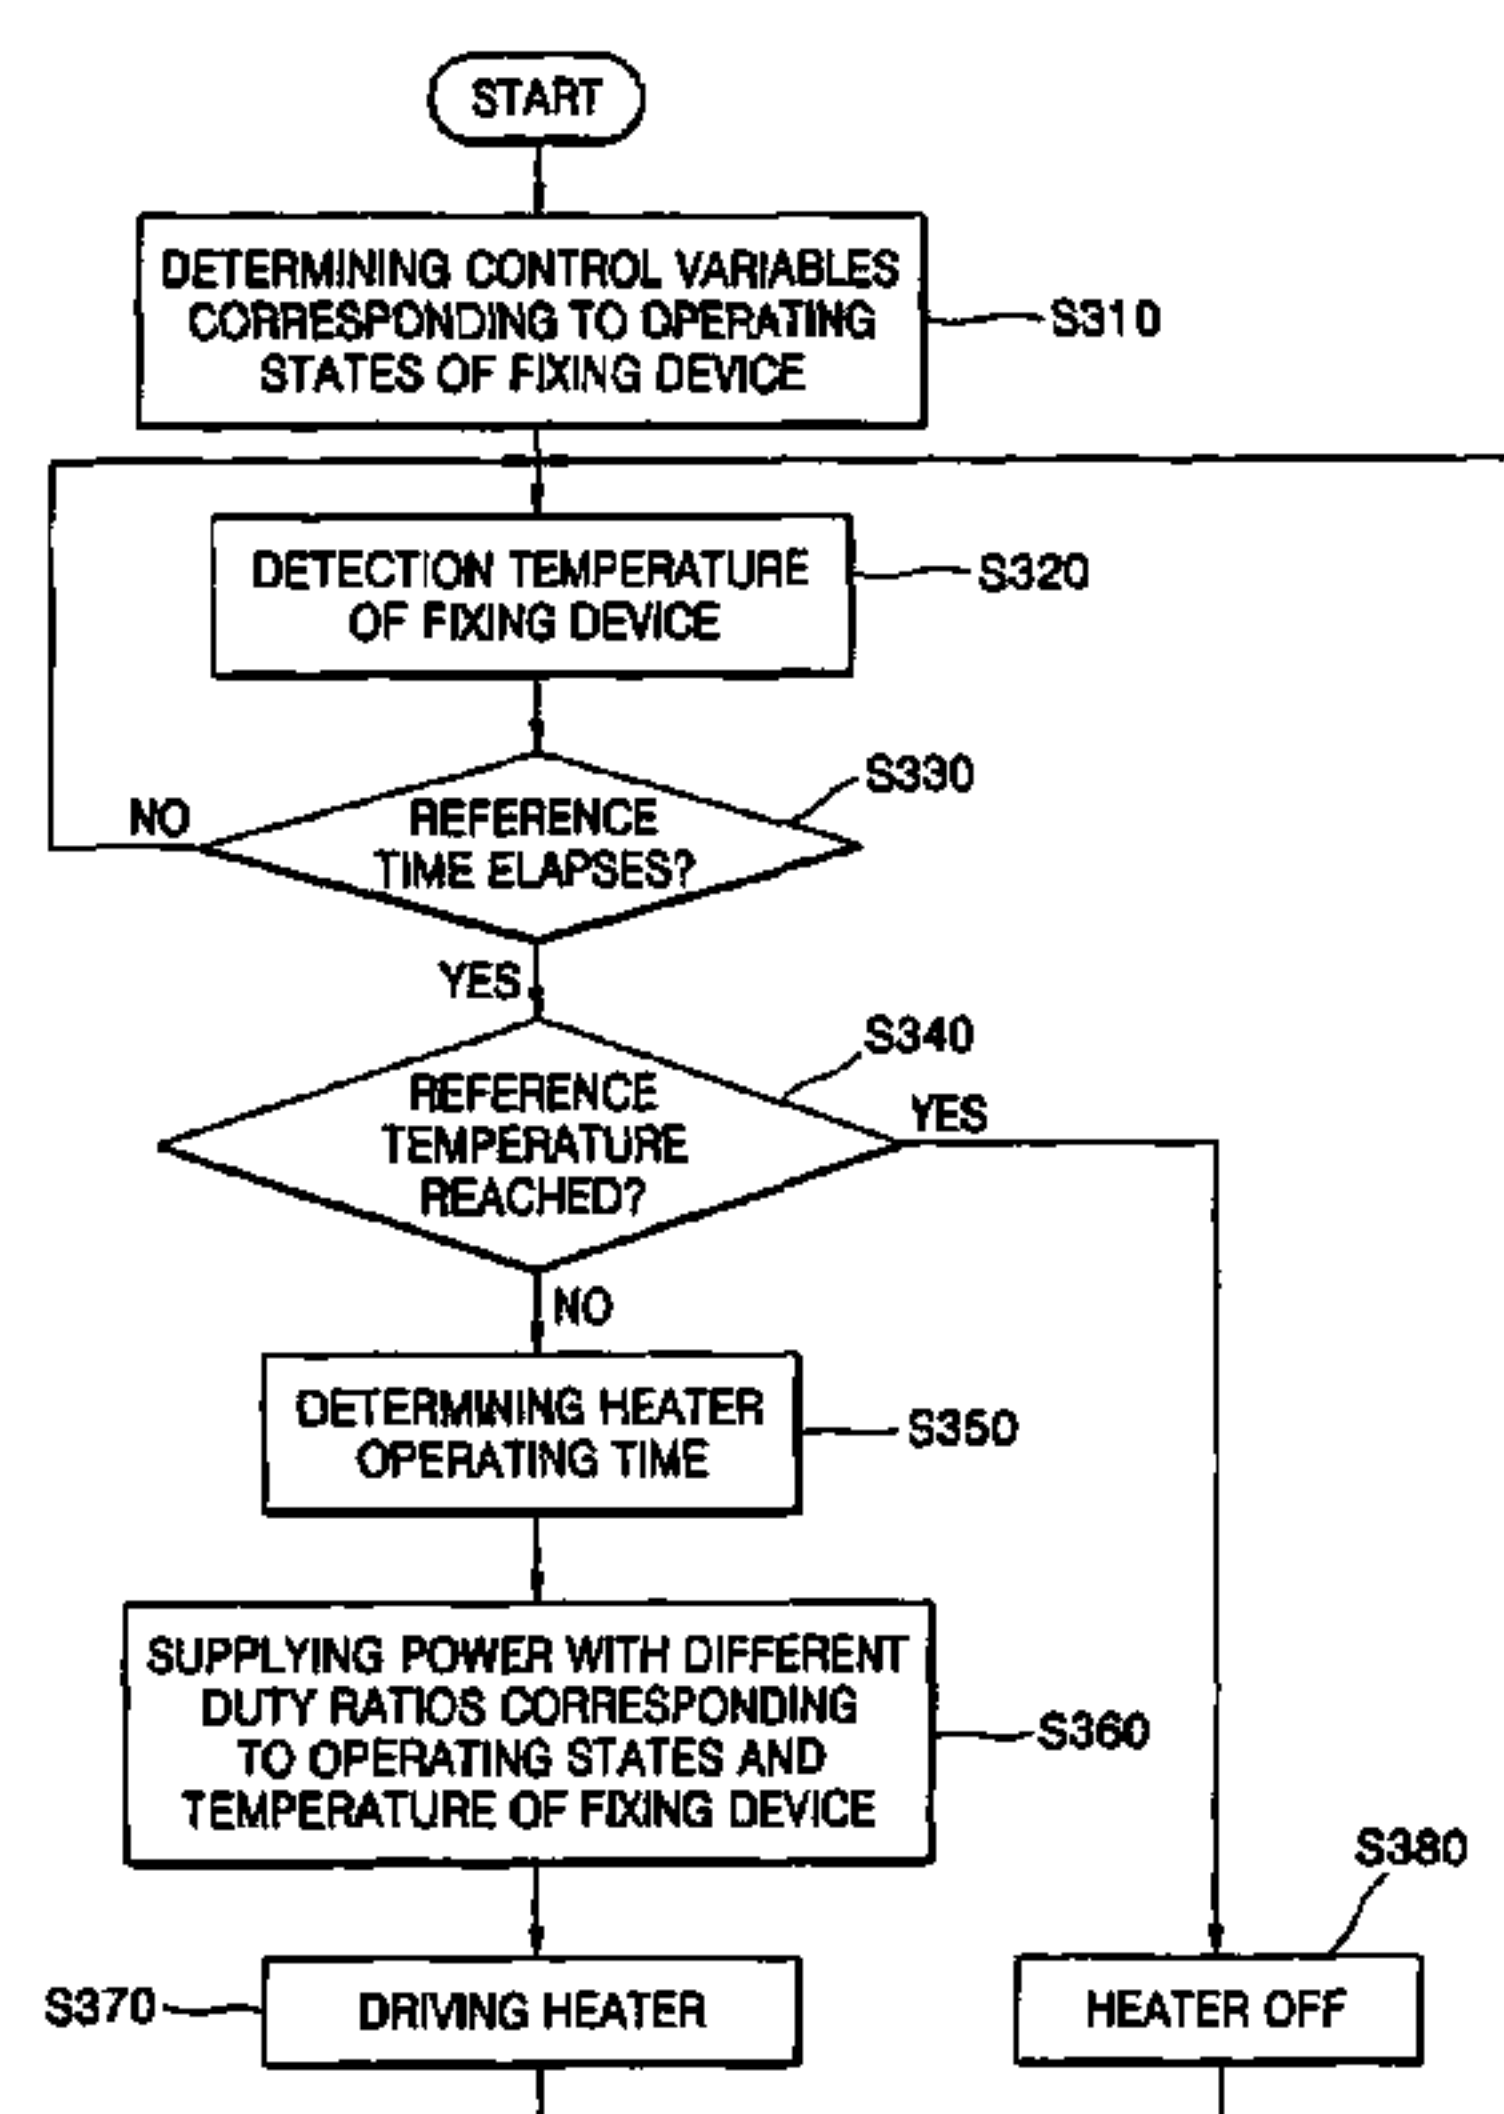 START
DETERMINING CONTROL VARIABLES
CORRESPONDING TO OPERATING
STATES OF FIXING DEVICE
S310
DETECTION TEMPERATURE
OF FIXING DEVICE
S320
S330
NO
REFERENCE
TIME ELAPSES?
YES
S340
REFERENCE
TEMPERATURE
REACHED?
YES
NO
DETERMINING HEATER
OPERATING TIME
S350
SUPPLYING POWER WITH DIFFERENT
DUTY RATIOS CORRESPONDING
TO OPERATING STATES AND
TEMPERATURE OF FIXING DEVICE
S360
S380
S370
DRIVING HEATER
HEATER OFF